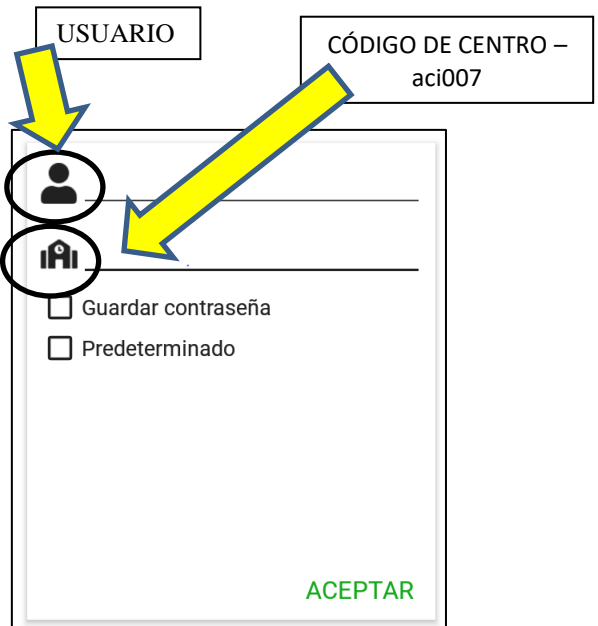 USUARIO
CÓDIGO DE CENTRO –
aci007
Guardar contraseña
Predeterminado
ACEPTAR